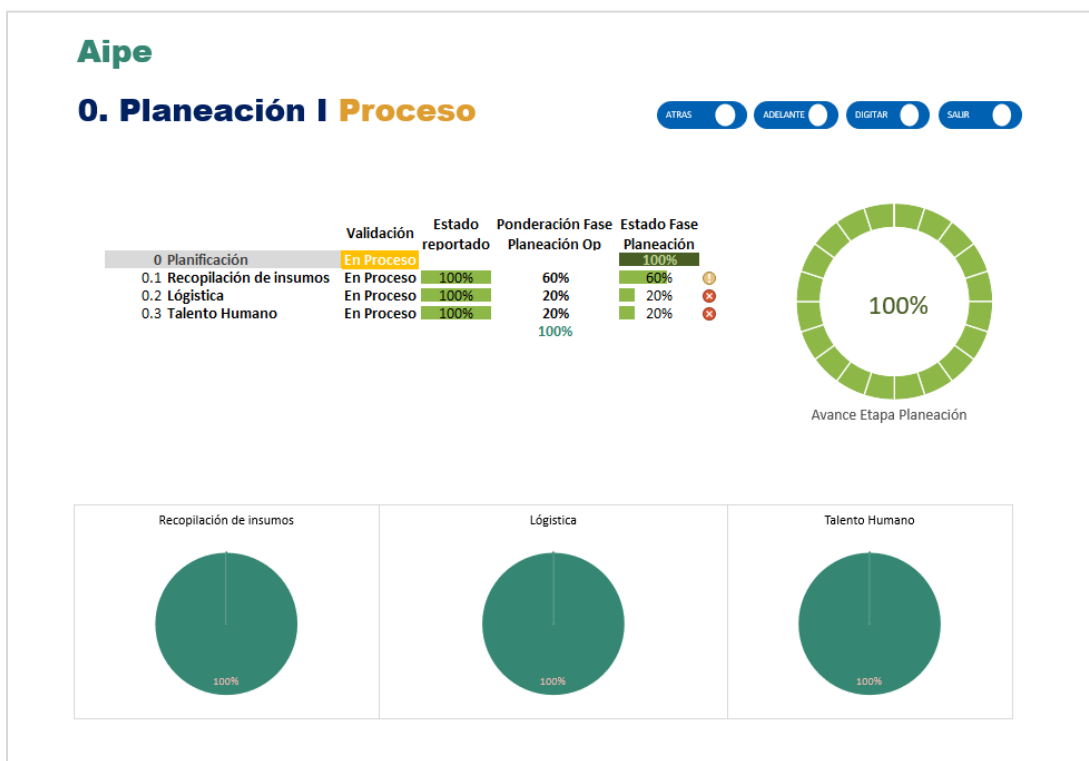 Aipe
0. Planeación I Proceso
ATRAS
ADELANTE
DIGITAR
SALIR
Validación Estado reportado Ponderación Fase Planeación Op Estado Fase Planeación
0 Planificación En Proceso 100%
0.1 Recopilación de insumos En Proceso 100% 60% 60%
0.2 Lógistica En Proceso 100% 20% 20%
0.3 Talento Humano En Proceso 100% 20% 20%
100%
100%
Avance Etapa Planeación
Recopilación de insumos
100%
Lógistica
100%
Talento Humano
100%